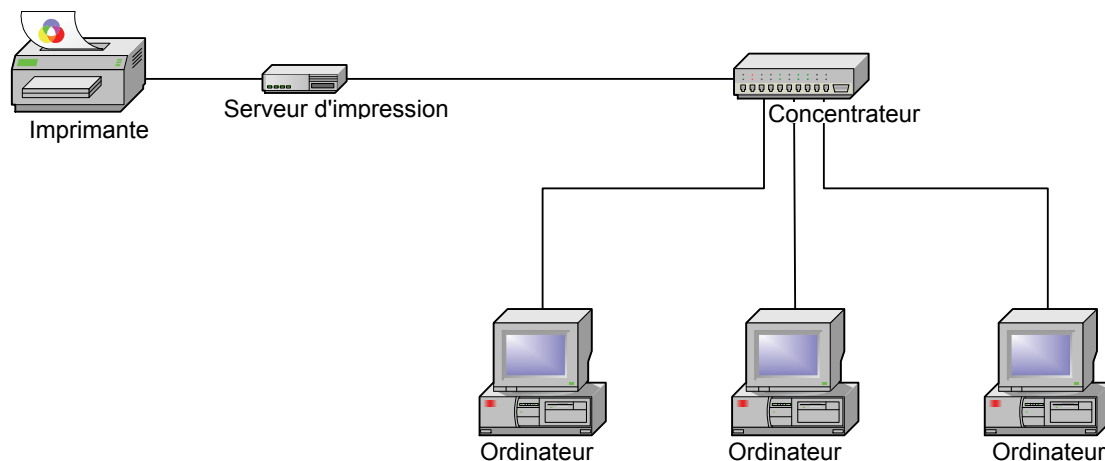 Serveur d'impression
Concentrateur
Imprimante
Ordinateur
Ordinateur
Ordinateur